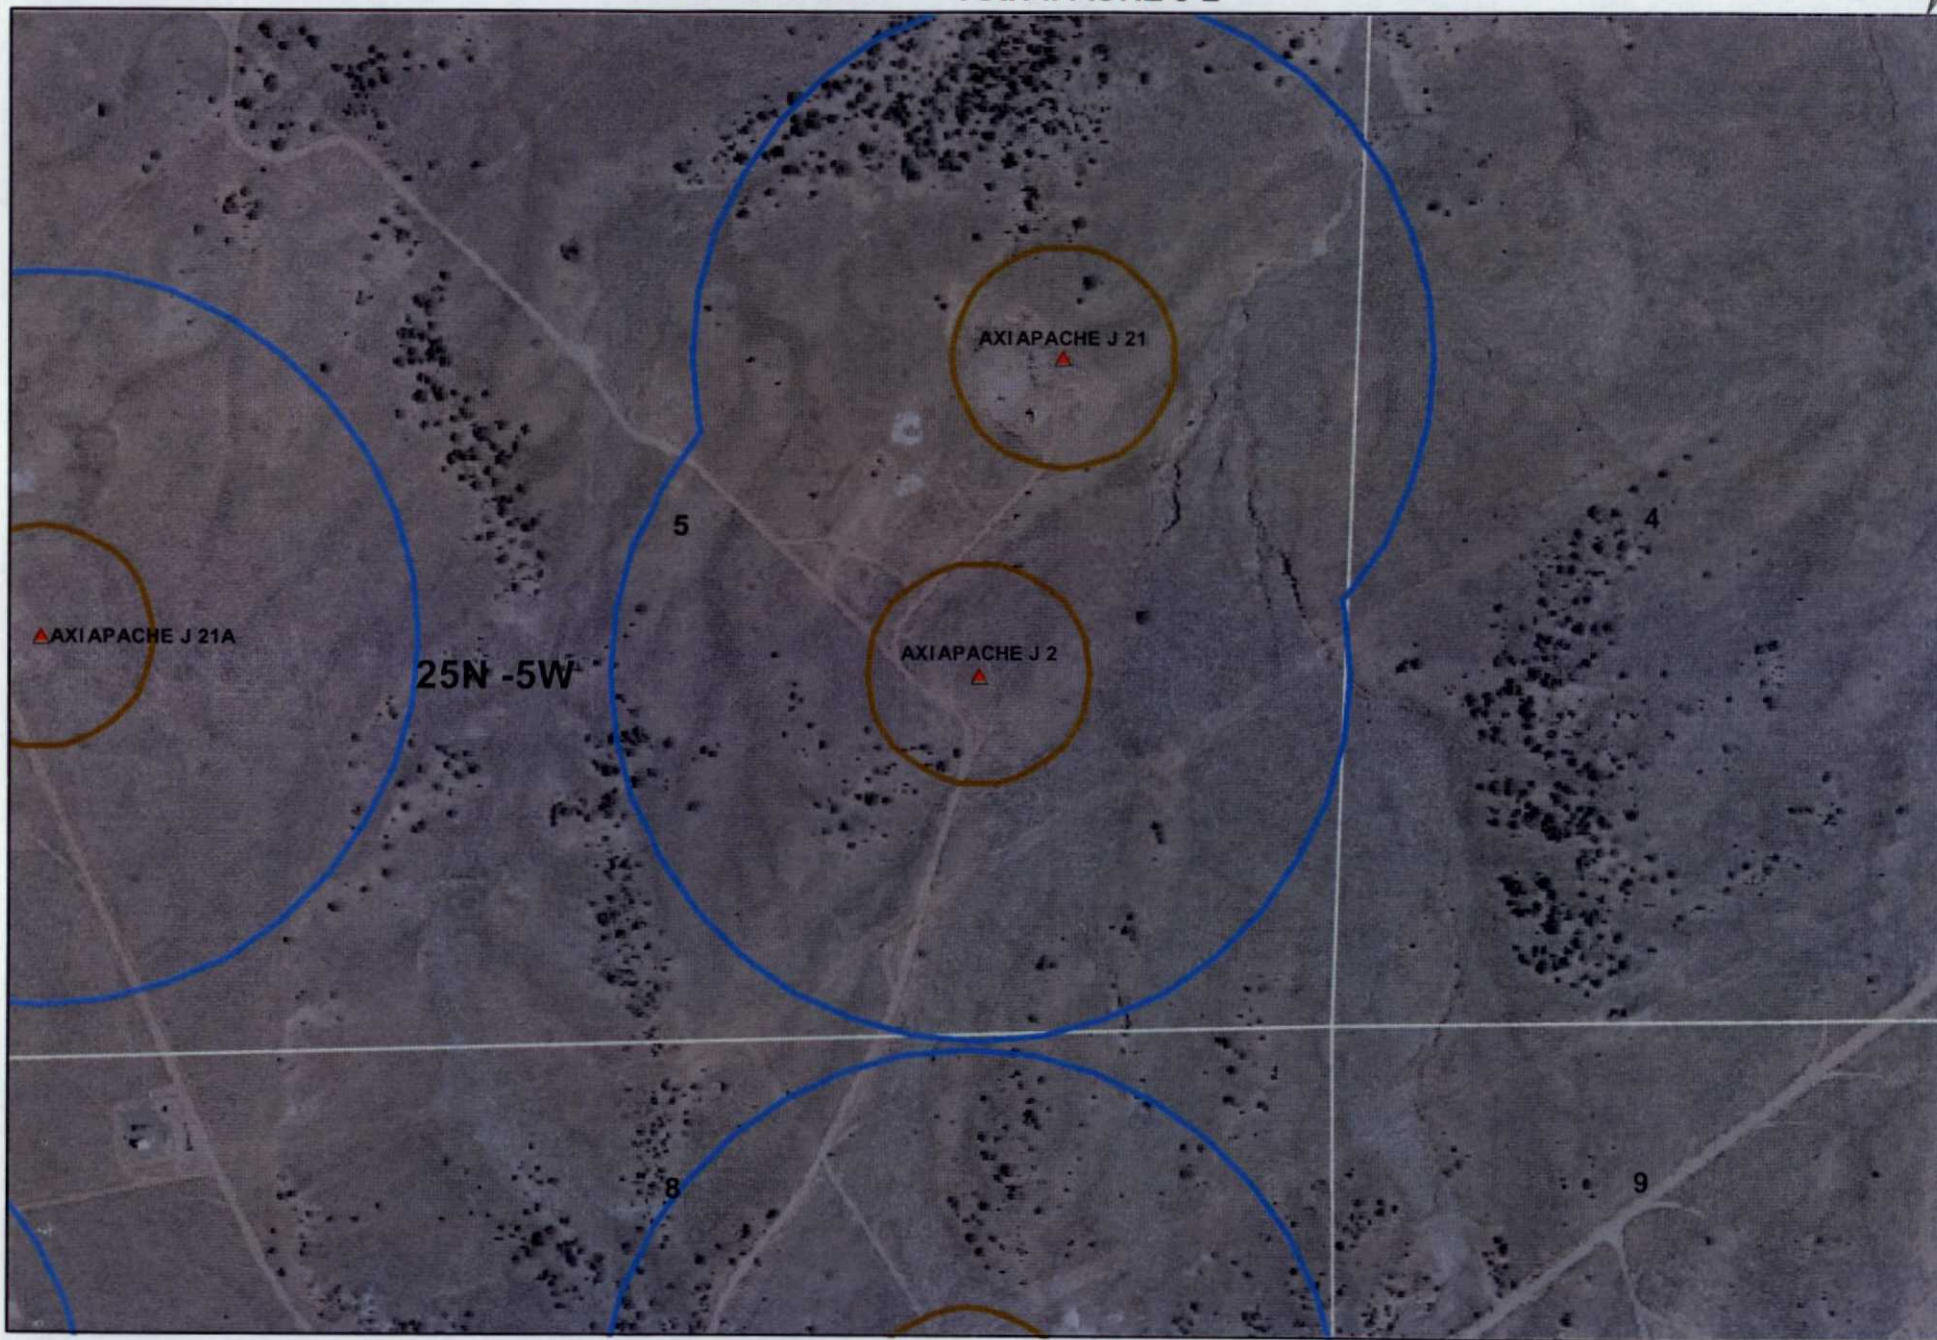 AXI APACHE J 21
5
4
AXI APACHE J 21A
25N -5W
AXI APACHE J 2
8
9